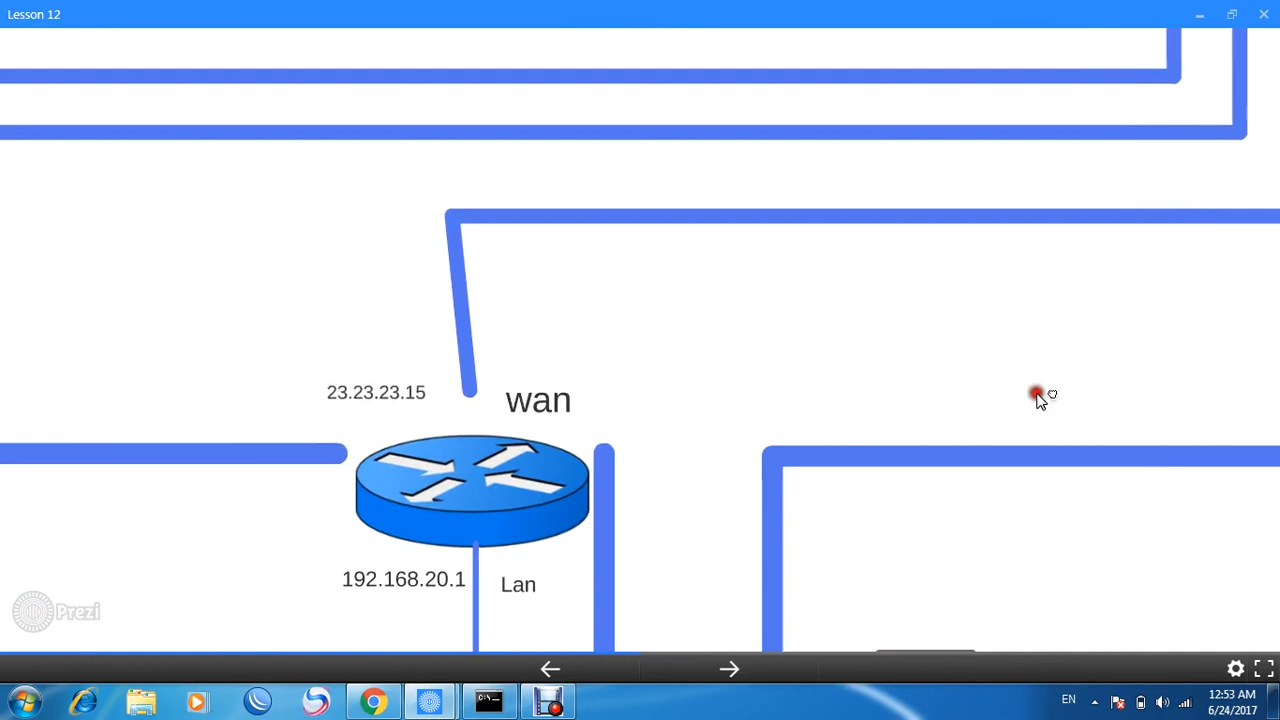 Lesson 12
23.23.23.15
wan
192.168.20.1
Lan
Prezi
EN
12:53 AM
6/24/2017